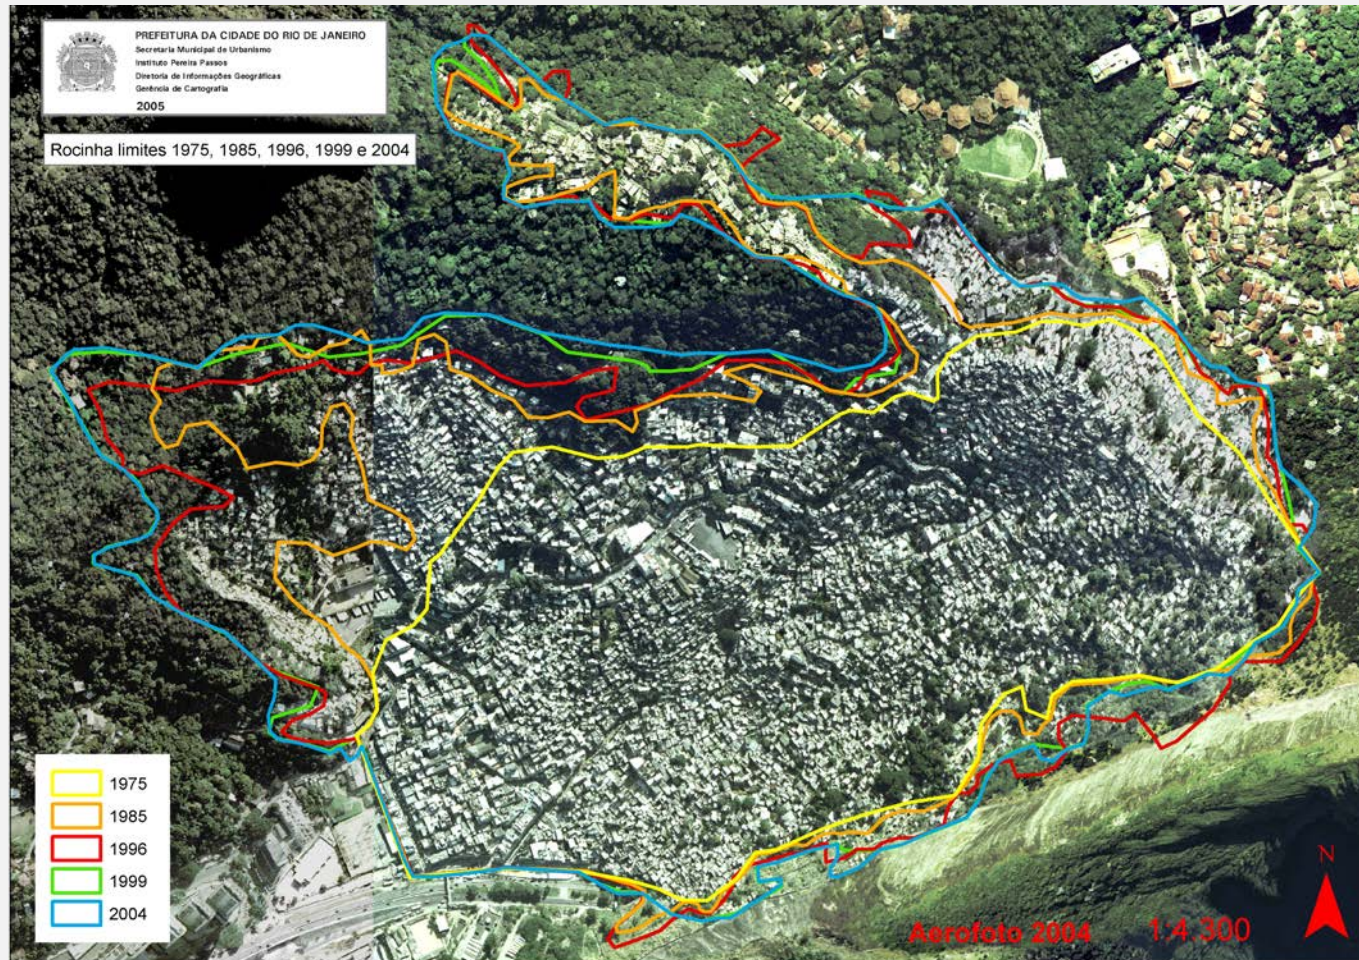 PREFEITURA DA CIDADE DO RIO DE JANEIRO
Secretaria Municipal de Urbanismo
Instituto Pereira Passos
Diretoria de Informações Geográficas
Gerência de Cartografia
2005
Rocinha limites 1975, 1985, 1996, 1999 e 2004
1975
1985
1996
1999
2004
Aerofoto 2004 1:4.300
N